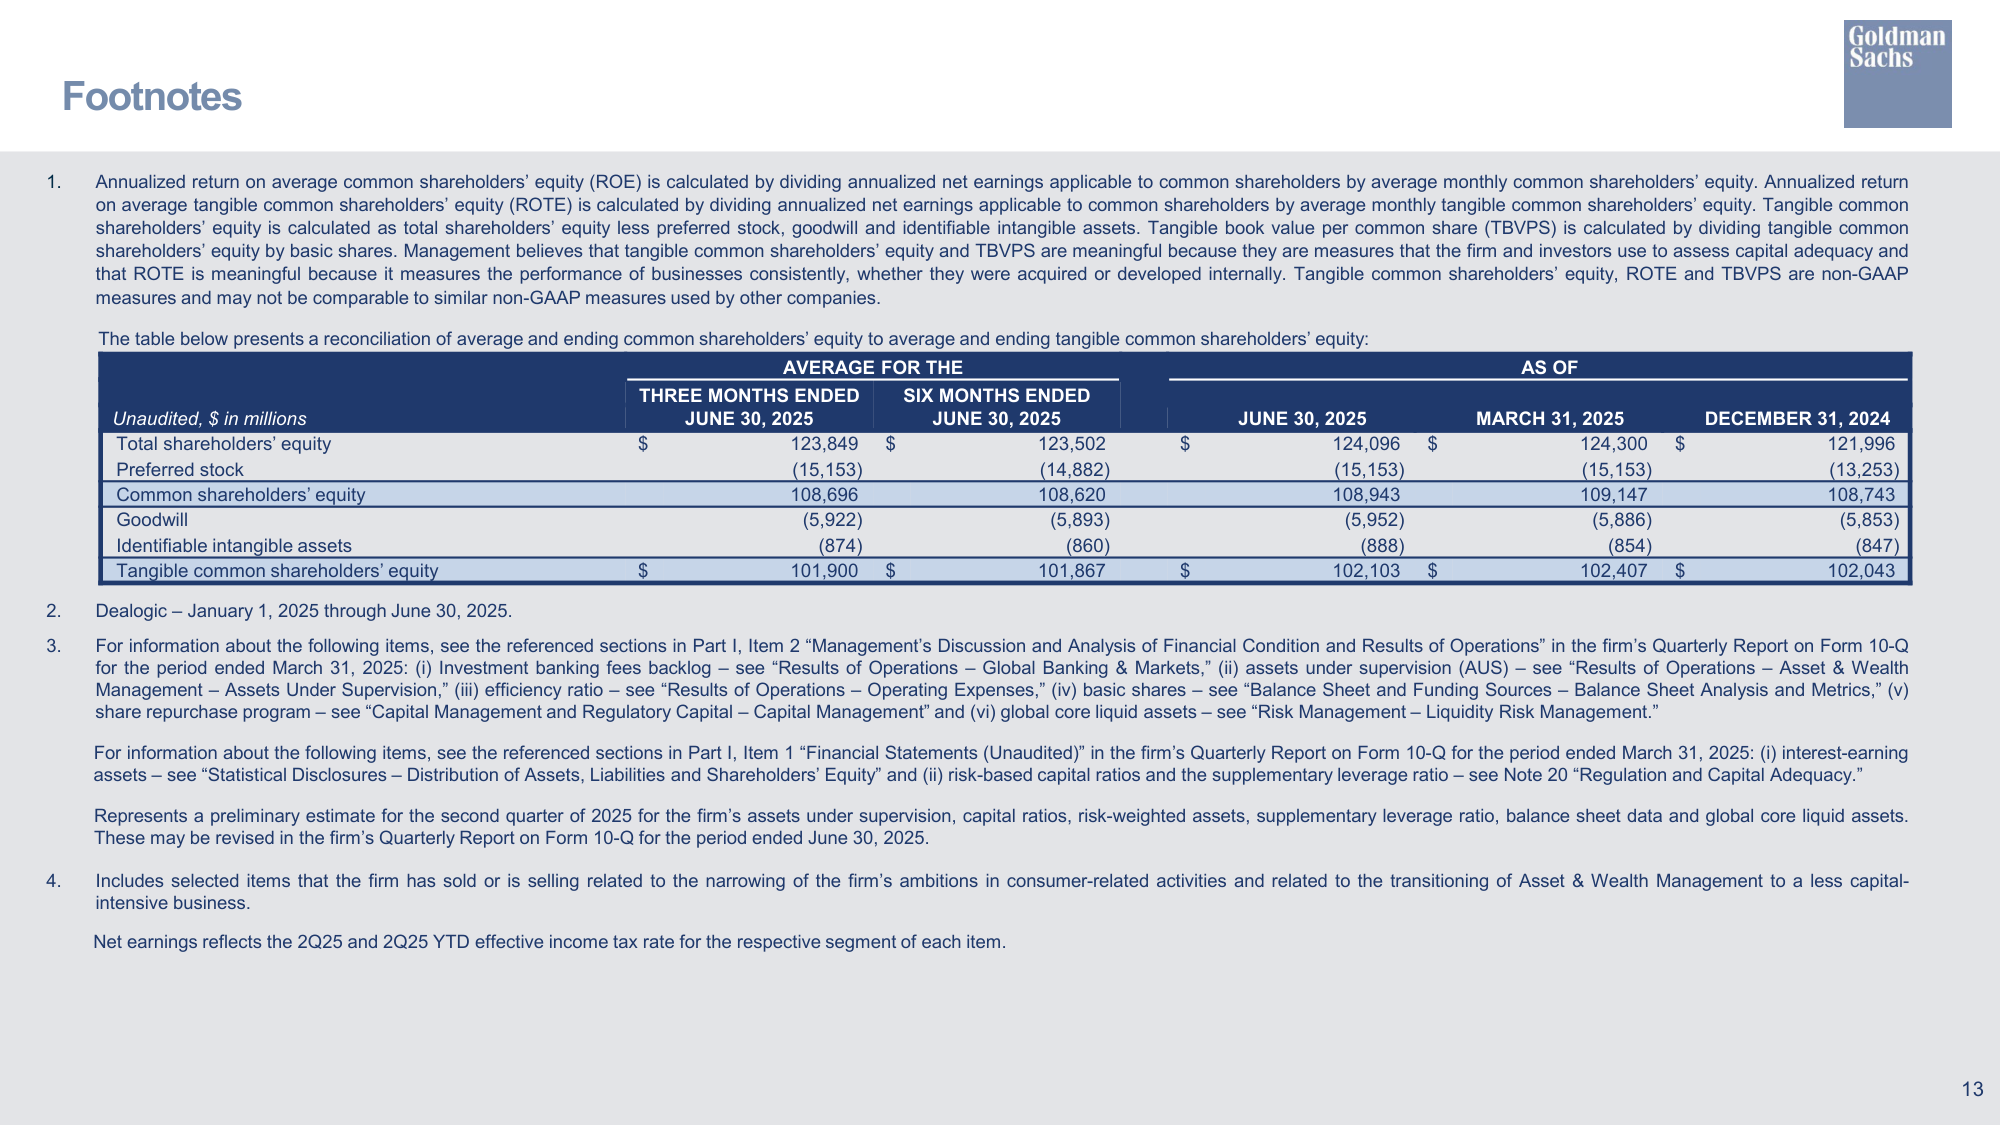 Goldman
Sachs
Footnotes
1. Annualized return on average common shareholders’ equity (ROE) is calculated by dividing annualized net earnings applicable to common shareholders by average monthly common shareholders’ equity. Annualized return
on average tangible common shareholders’ equity (ROTE) is calculated by dividing annualized net earnings applicable to common shareholders by average monthly tangible common shareholders’ equity. Tangible common
shareholders’ equity is calculated as total shareholders’ equity less preferred stock, goodwill and identifiable intangible assets. Tangible book value per common share (TBVPS) is calculated by dividing tangible common
shareholders’ equity by basic shares. Management believes that tangible common shareholders’ equity and TBVPS are meaningful because they are measures that the firm and investors use to assess capital adequacy and
that ROTE is meaningful because it measures the performance of businesses consistently, whether they were acquired or developed internally. Tangible common shareholders’ equity, ROTE and TBVPS are non-GAAP
measures and may not be comparable to similar non-GAAP measures used by other companies.
The table below presents a reconciliation of average and ending common shareholders’ equity to average and ending tangible common shareholders’ equity:
AVERAGE FOR THE AS OF
THREE MONTHS ENDED SIX MONTHS ENDED
Unaudited, $ in millions JUNE 30, 2025 JUNE 30, 2025 JUNE 30, 2025 MARCH 31, 2025 DECEMBER 31, 2024
Total shareholders’ equity $ 123,849 $ 123,502 $ 124,096 $ 124,300 $ 121,996
Preferred stock (15,153) (14,882) (15,153) (15,153) (13,253)
Common shareholders’ equity 108,696 108,620 108,943 109,147 108,743
Goodwill (5,922) (5,893) (5,952) (5,886) (5,853)
Identifiable intangible assets (874) (860) (888) (854) (847)
Tangible common shareholders’ equity $ 101,900 $ 101,867 $ 102,103 $ 102,407 $ 102,043
2. Dealogic – January 1, 2025 through June 30, 2025.
3. For information about the following items, see the referenced sections in Part I, Item 2 “Management’s Discussion and Analysis of Financial Condition and Results of Operations” in the firm’s Quarterly Report on Form 10-Q
for the period ended March 31, 2025: (i) Investment banking fees backlog – see “Results of Operations – Global Banking & Markets,” (ii) assets under supervision (AUS) – see “Results of Operations – Asset & Wealth
Management – Assets Under Supervision,” (iii) efficiency ratio – see “Results of Operations – Operating Expenses,” (iv) basic shares – see “Balance Sheet and Funding Sources – Balance Sheet Analysis and Metrics,” (v)
share repurchase program – see “Capital Management and Regulatory Capital – Capital Management” and (vi) global core liquid assets – see “Risk Management – Liquidity Risk Management.”
For information about the following items, see the referenced sections in Part I, Item 1 “Financial Statements (Unaudited)” in the firm’s Quarterly Report on Form 10-Q for the period ended March 31, 2025: (i) interest-earning
assets – see “Statistical Disclosures – Distribution of Assets, Liabilities and Shareholders’ Equity” and (ii) risk-based capital ratios and the supplementary leverage ratio – see Note 20 “Regulation and Capital Adequacy.”
Represents a preliminary estimate for the second quarter of 2025 for the firm’s assets under supervision, capital ratios, risk-weighted assets, supplementary leverage ratio, balance sheet data and global core liquid assets.
These may be revised in the firm’s Quarterly Report on Form 10-Q for the period ended June 30, 2025.
4. Includes selected items that the firm has sold or is selling related to the narrowing of the firm’s ambitions in consumer-related activities and related to the transitioning of Asset & Wealth Management to a less capital-
intensive business.
Net earnings reflects the 2Q25 and 2Q25 YTD effective income tax rate for the respective segment of each item.
13